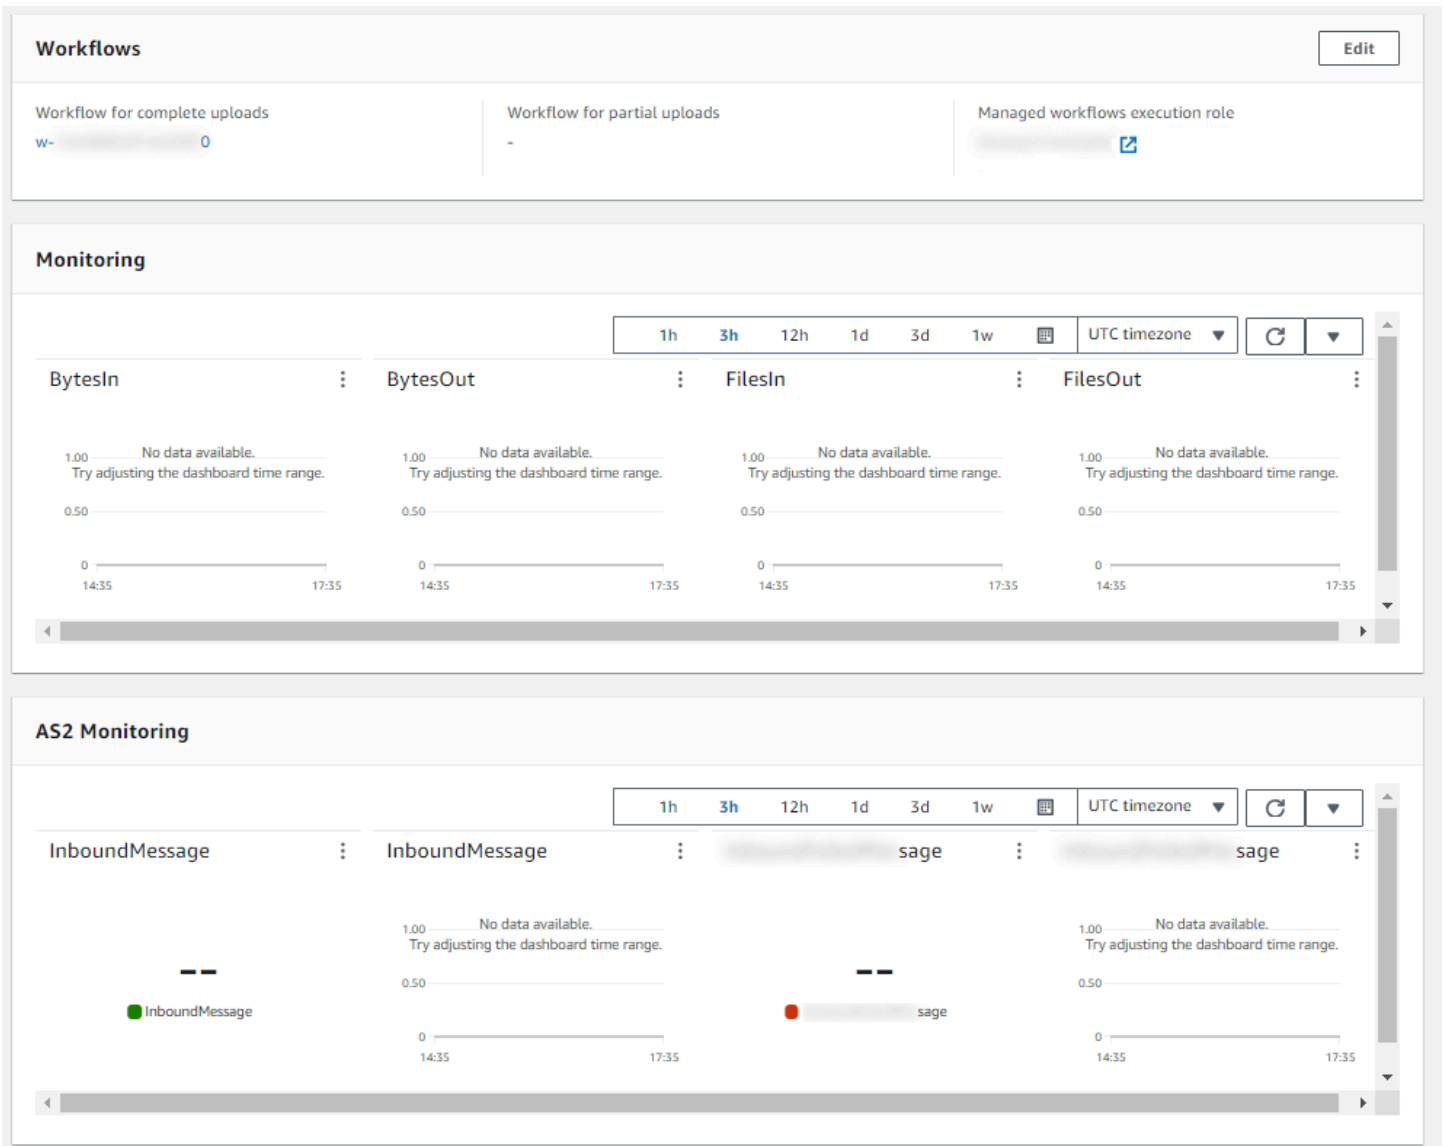 Workflows
Edit
Workflow for complete uploads
w- 0
Workflow for partial uploads
-
Managed workflows execution role
Monitoring
1h 3h 12h 1d 3d 1w UTC timezone
BytesIn
BytesOut
FilesIn
FilesOut
1.00 No data available.
Try adjusting the dashboard time range.
0.50
0
14:35 17:35
1.00 No data available.
Try adjusting the dashboard time range.
0.50
0
14:35 17:35
1.00 No data available.
Try adjusting the dashboard time range.
0.50
0
14:35 17:35
1.00 No data available.
Try adjusting the dashboard time range.
0.50
0
14:35 17:35
AS2 Monitoring
1h 3h 12h 1d 3d 1w UTC timezone
InboundMessage
InboundMessage
sage
sage
--
InboundMessage
1.00 No data available.
Try adjusting the dashboard time range.
0.50
0
14:35 17:35
--
sage
1.00 No data available.
Try adjusting the dashboard time range.
0.50
0
14:35 17:35